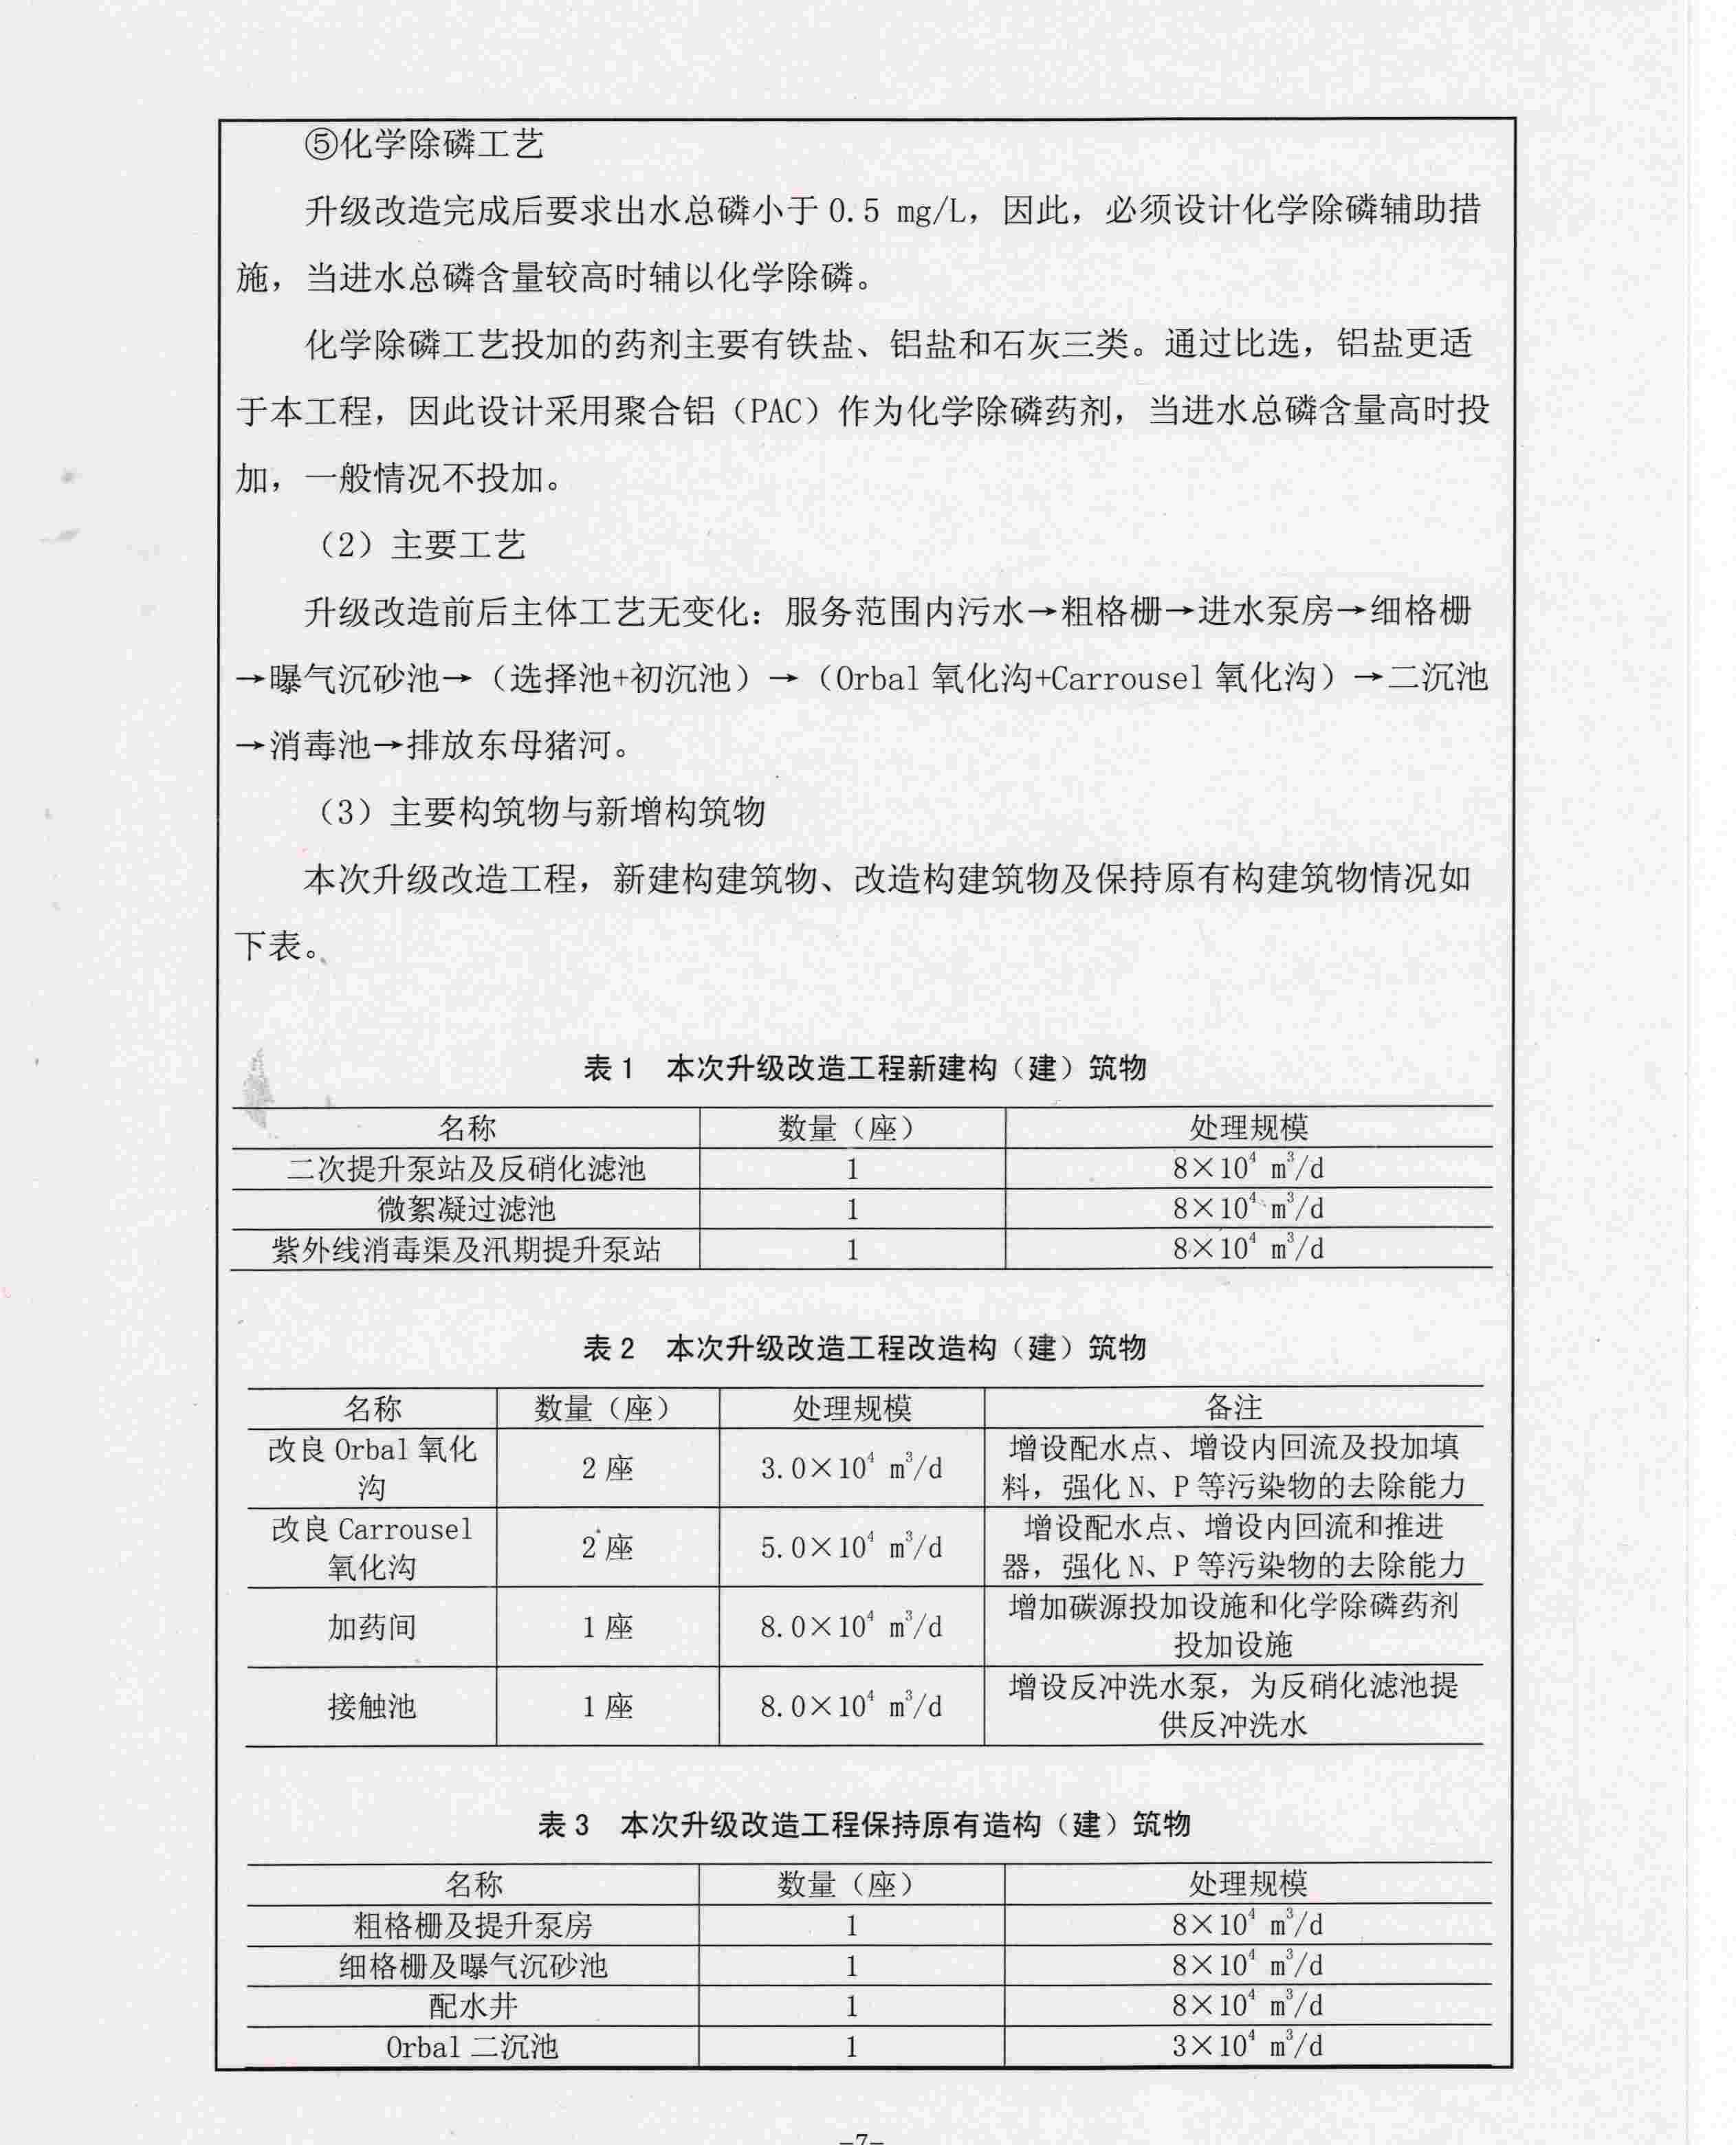 ⑤化学除磷工艺
升级改造完成后要求出水总磷小于 0.5 mg/L，因此，必须设计化学除磷辅助措
施，当进水总磷含量较高时辅以化学除磷。
化学除磷工艺投加的药剂主要有铁盐、铝盐和石灰三类。通过比选，铝盐更适
于本工程，因此设计采用聚合铝（PAC）作为化学除磷药剂，当进水总磷含量高时投
加，一般情况不投加。
（2）主要工艺
升级改造前后主体工艺无变化：服务范围内污水→粗格栅→进水泵房→细格栅
→曝气沉砂池→（选择池+初沉池）→（Orbal 氧化沟+Carrousel 氧化沟）→二沉池
→消毒池→排放东母猪河。
（3）主要构筑物与新增构筑物
本次升级改造工程，新建构建筑物、改造构建筑物及保持原有构建筑物情况如
下表。
表 1 本次升级改造工程新建构（建）筑物
名称 数量（座） 处理规模
二次提升泵站及反硝化滤池 1 8×10⁴ m³/d
微絮凝过滤池 1 8×10⁴ m³/d
紫外线消毒渠及汛期提升泵站 1 8×10⁴ m³/d
表 2 本次升级改造工程改造构（建）筑物
名称 数量（座） 处理规模 备注
改良 Orbal 氧化
沟
2 座 3.0×10⁴ m³/d
增设配水点、增设内回流及投加填
料，强化 N、P 等污染物的去除能力
改良 Carrousel
氧化沟
2 座 5.0×10⁴ m³/d
增设配水点、增设内回流和推进
器，强化 N、P 等污染物的去除能力
加药间 1 座 8.0×10⁴ m³/d
增加碳源投加设施和化学除磷药剂
投加设施
接触池 1 座 8.0×10⁴ m³/d
增设反冲洗水泵，为反硝化滤池提
供反冲洗水
表 3 本次升级改造工程保持原有造构（建）筑物
名称 数量（座） 处理规模
粗格栅及提升泵房 1 8×10⁴ m³/d
细格栅及曝气沉砂池 1 8×10⁴ m³/d
配水井 1 8×10⁴ m³/d
Orbal 二沉池 1 3×10⁴ m³/d
-7-